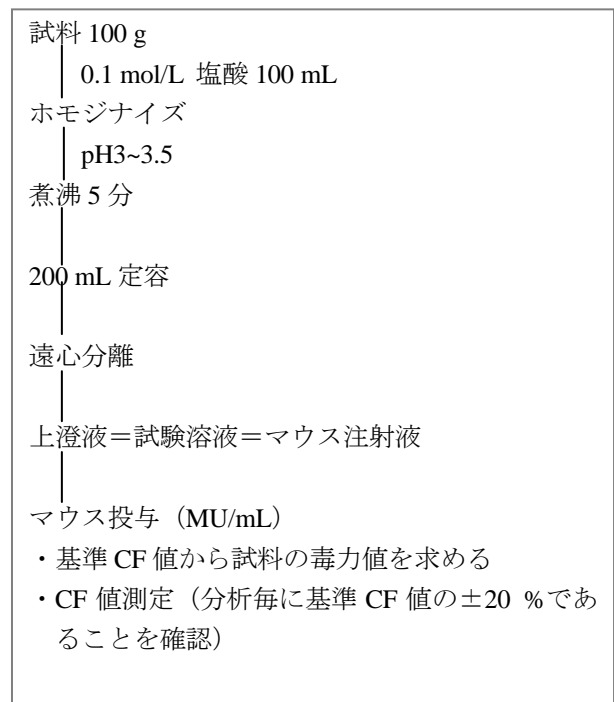 試料 100 g
0.1 mol/L 塩酸 100 mL
ホモジナイズ
pH3~3.5
煮沸 5 分
200 mL 定容
遠心分離
上澄液＝試験溶液＝マウス注射液
マウス投与（MU/mL）
・基準 CF 値から試料の毒力値を求める
・CF 値測定（分析毎に基準 CF 値の±20 %であ
ることを確認）